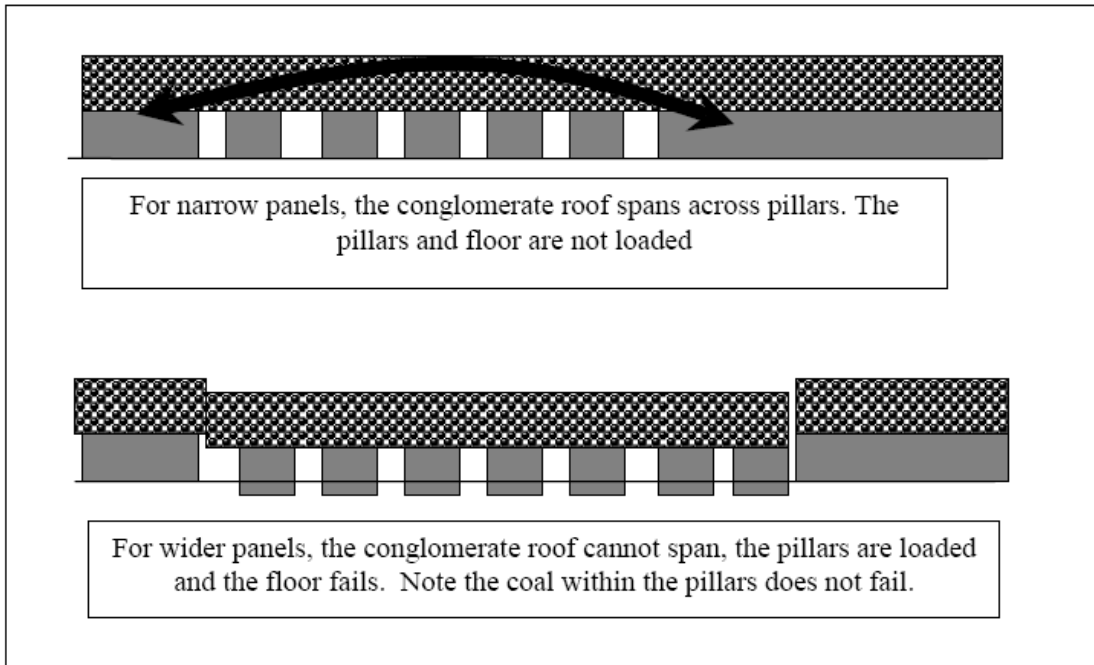 For narrow panels, the conglomerate roof spans across pillars. The
pillars and floor are not loaded
For wider panels, the conglomerate roof cannot span, the pillars are loaded
and the floor fails.  Note the coal within the pillars does not fail.